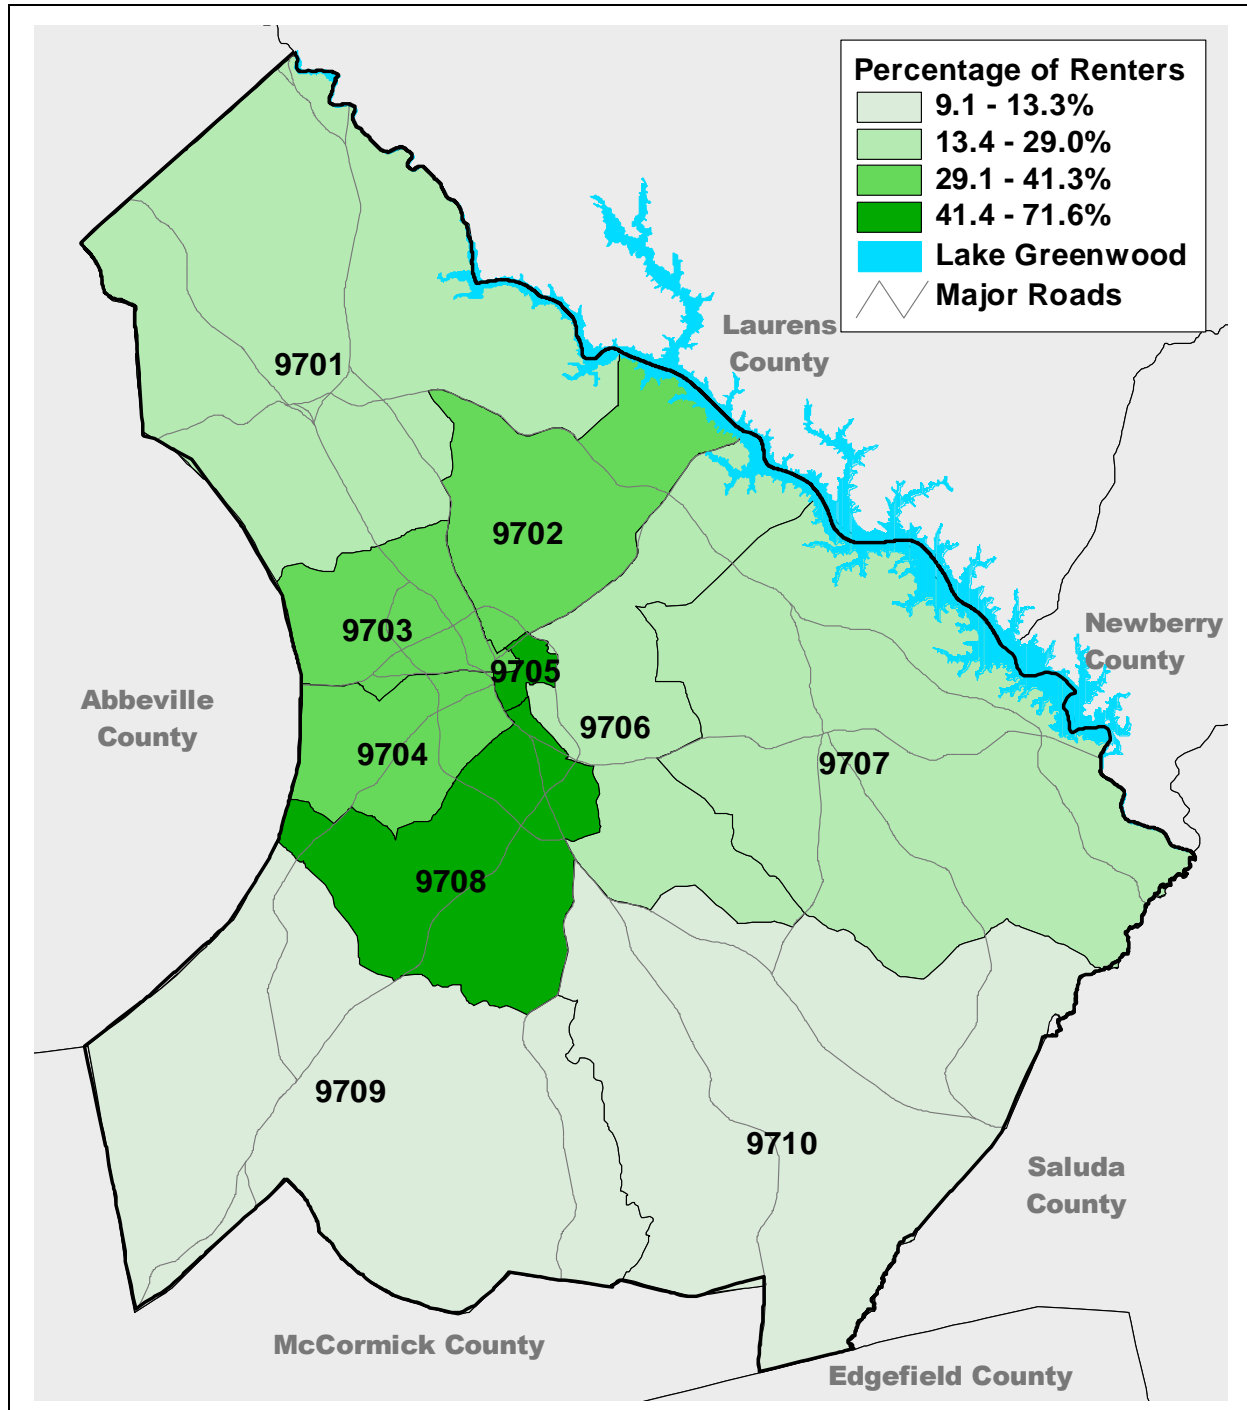 Percentage of Renters
9.1 - 13.3%
13.4 - 29.0%
29.1 - 41.3%
41.4 - 71.6%
Lake Greenwood
Major Roads
Laurens
County
9701
9702
9703
Newberry
County
9705
Abbeville
County
9706
9704
9707
9708
9709
9710
Saluda
County
McCormick County
Edgefield County